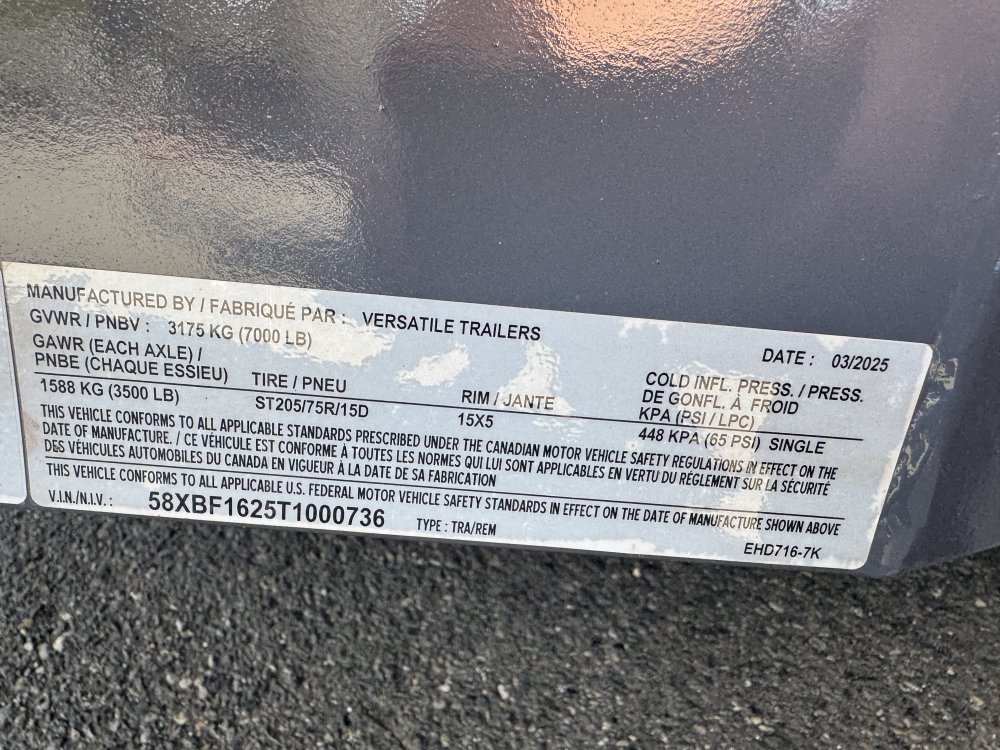 MANUFACTURED BY / FABRIQUÉ PAR : VERSATILE TRAILERS
GVWR / PNBV : 3175 KG (7000 LB)
DATE : 03/2025
GAWR (EACH AXLE) /
PNBE (CHAQUE ESSIEU)
1588 KG (3500 LB)
TIRE / PNEU
ST205/75R/15D
RIM / JANTE
15X5
COLD INFL. PRESS. / PRESS.
DE GONFL. À FROID
KPA (PSI / LPC)
448 KPA (65 PSI) SINGLE
THIS VEHICLE CONFORMS TO ALL APPLICABLE STANDARDS PRESCRIBED UNDER THE CANADIAN MOTOR VEHICLE SAFETY REGULATIONS IN EFFECT ON THE
DATE OF MANUFACTURE. / CE VÉHICULE EST CONFORME À TOUTES LES NORMES QUI LUI SONT APPLICABLES EN VERTU DU RÈGLEMENT SUR LA SÉCURITÉ
DES VÉHICULES AUTOMOBILES DU CANADA EN VIGUEUR À LA DATE DE SA FABRICATION
THIS VEHICLE CONFORMS TO ALL APPLICABLE U.S. FEDERAL MOTOR VEHICLE SAFETY STANDARDS IN EFFECT ON THE DATE OF MANUFACTURE SHOWN ABOVE
V.I.N./N.I.V. : 58XBF1625T1000736 TYPE : TRA/REM
EHD716-7K